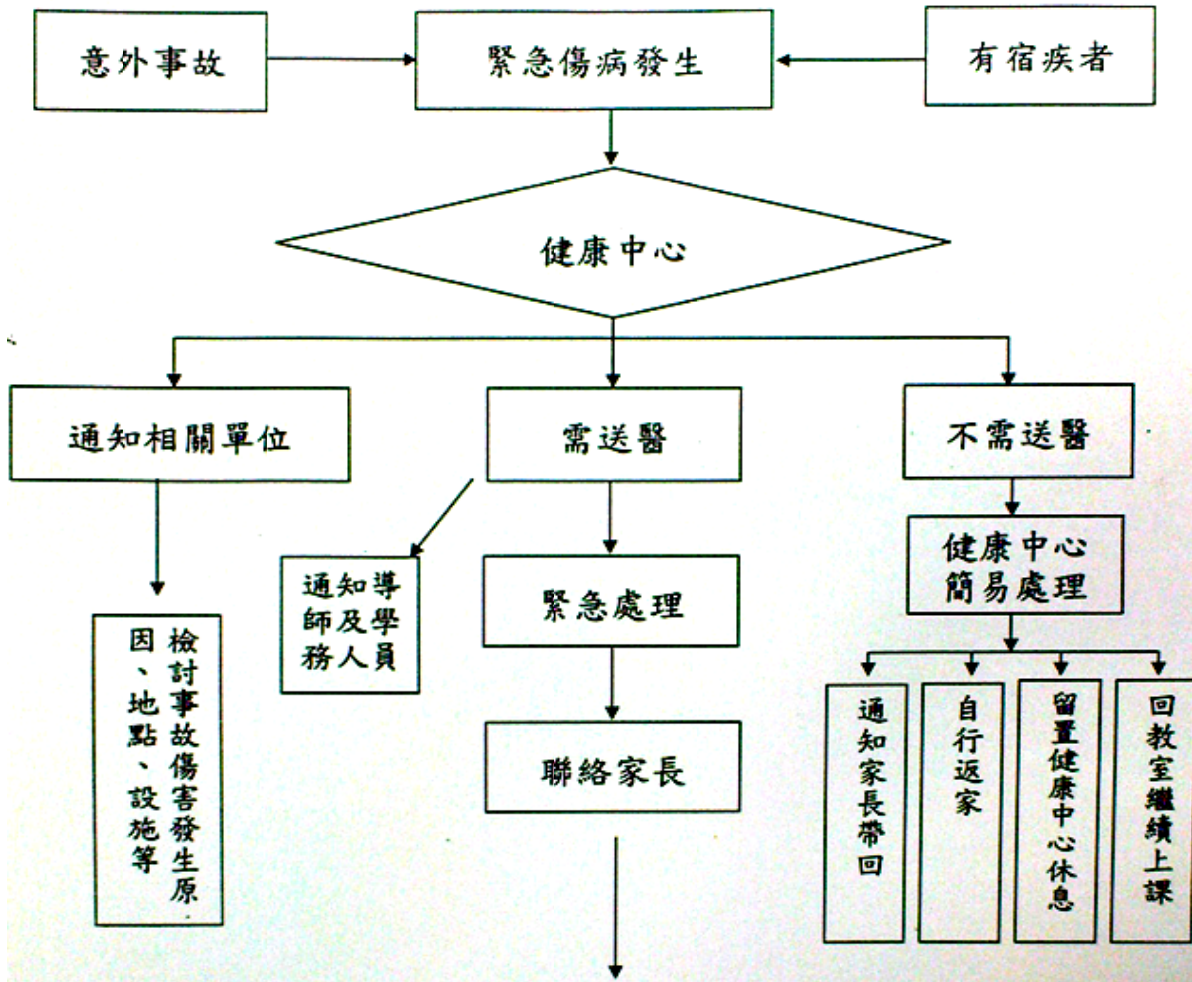 意外事故
緊急傷病發生
有宿疾者
健康中心
通知相關單位
需送醫
不需送醫
通知導
師及學
務人員
緊急處理
健康中心
簡易處理
檢討事故傷害發生原
因、地點、設施等
聯絡家長
通知家長帶回
自行返家
留置健康中心休息
回教室繼續上課